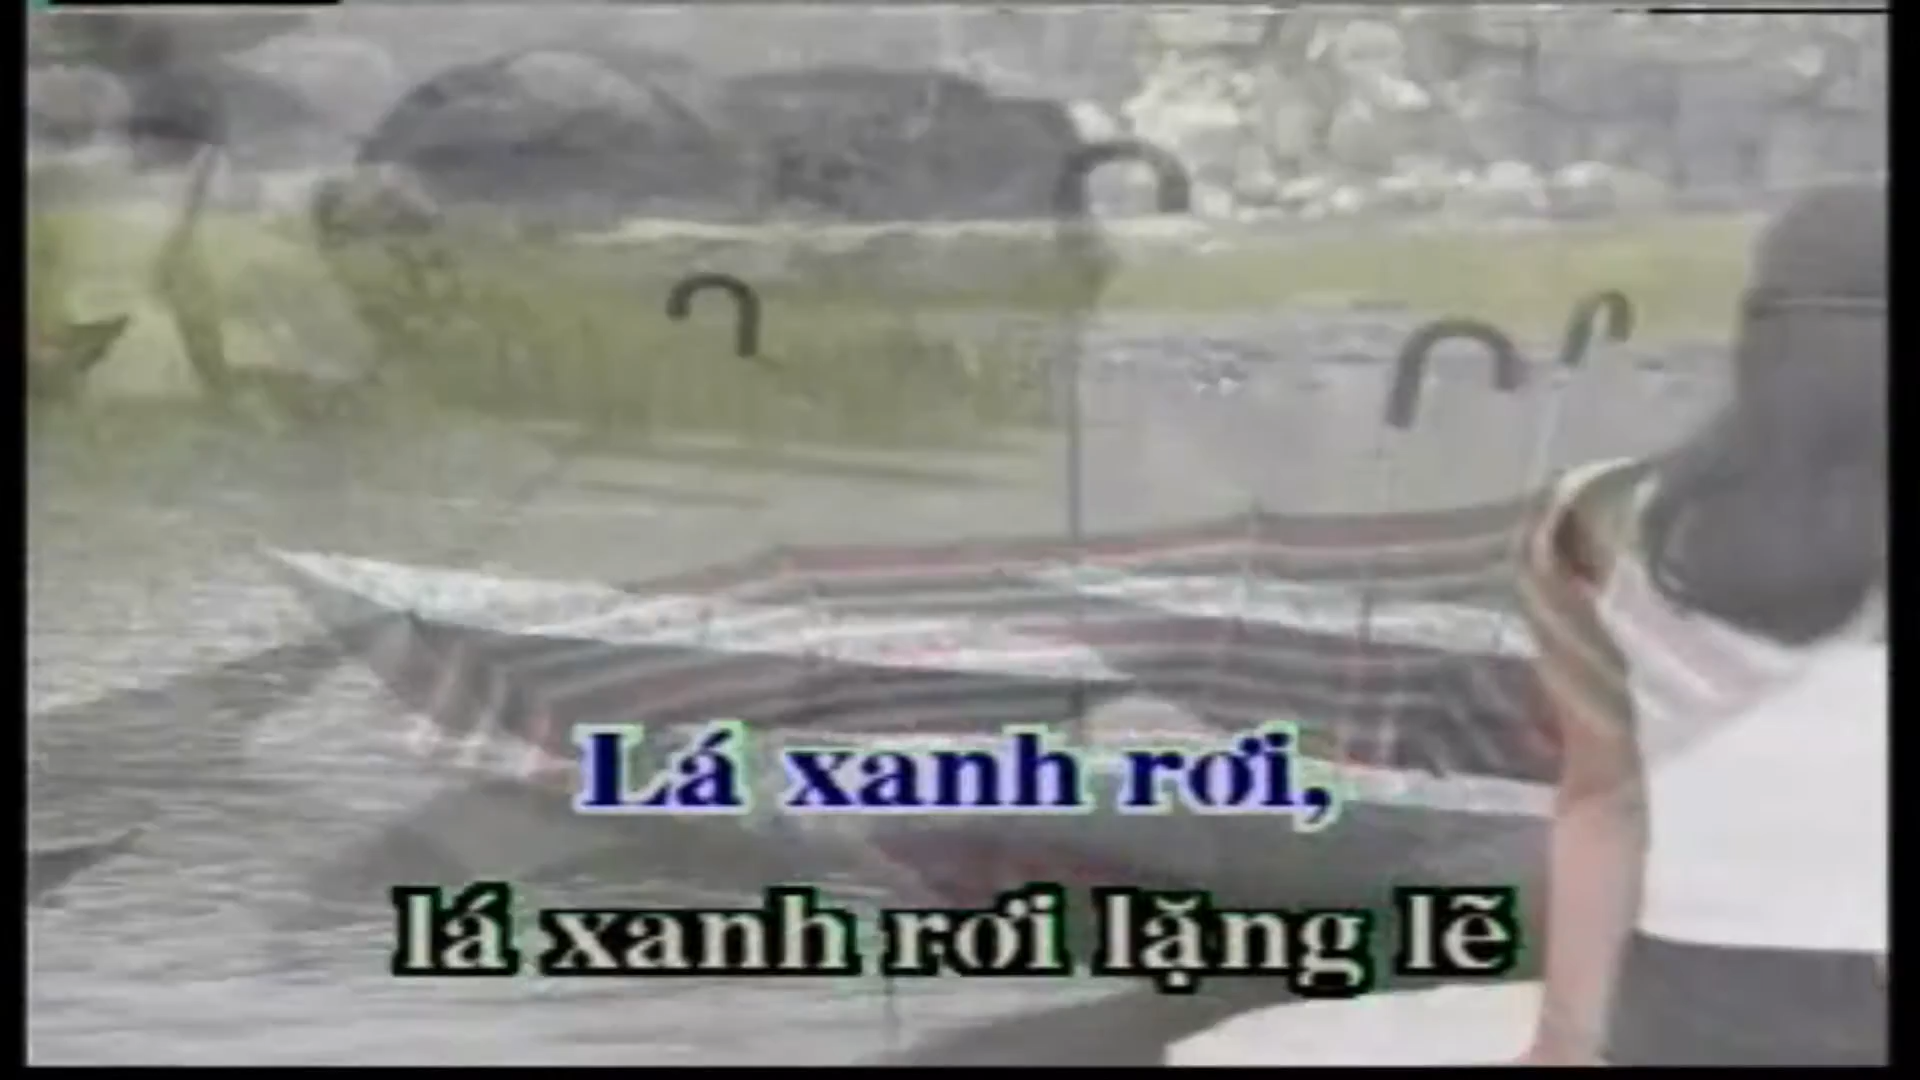 Lá xanh rơi,
lá xanh rơi lặng lẽ